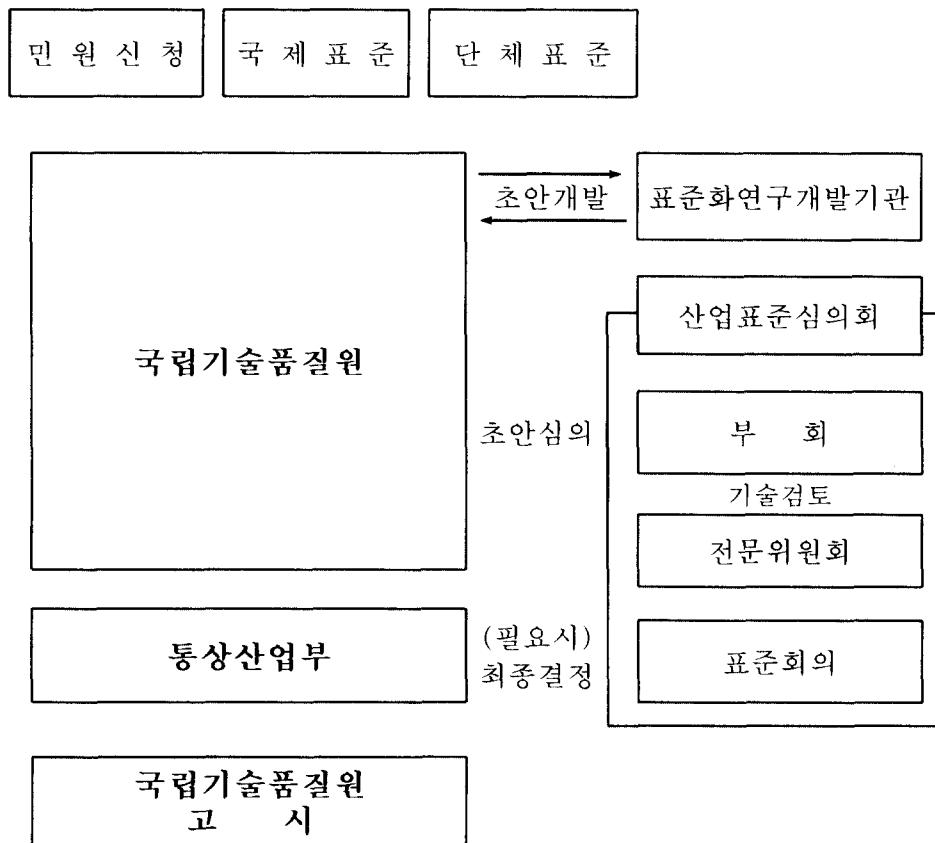 민 원 신 청
국 제 표 준
단 체 표 준
초안개발
표준화연구개발기관
산업표준심의회
국립기술품질원
초안심의
부 회
기술검토
전문위원회
통상산업부
(필요시)
최종결정
표준회의
국립기술품질원
고 시